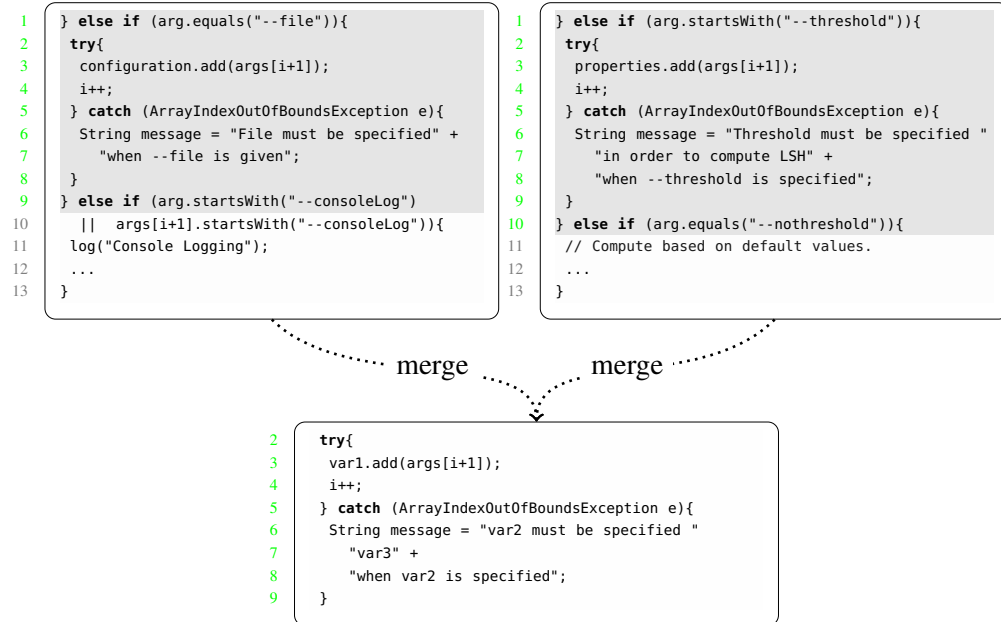 1 } else if (arg.equals("--file")){
2 try{
3 configuration.add(args[i+1]);
4 i++;
5 } catch (ArrayIndexOutOfBoundsException e){
6 String message = "File must be specified" +
7 "when --file is given";
8 }
9 } else if (arg.startsWith("--consoleLog")
10 || args[i+1].startsWith("--consoleLog")){
11 log("Console Logging");
12 ...
13 }
1 } else if (arg.startsWith("--threshold")){
2 try{
3 properties.add(args[i+1]);
4 i++;
5 } catch (ArrayIndexOutOfBoundsException e){
6 String message = "Threshold must be specified "
7 "in order to compute LSH" +
8 "when --threshold is specified";
9 }
10 } else if (arg.equals("--nothreshold")){
11 // Compute based on default values.
12 ...
13 }
merge
merge
2 try{
3 var1.add(args[i+1]);
4 i++;
5 } catch (ArrayIndexOutOfBoundsException e){
6 String message = "var2 must be specified "
7 "var3" +
8 "when var2 is specified";
9 }